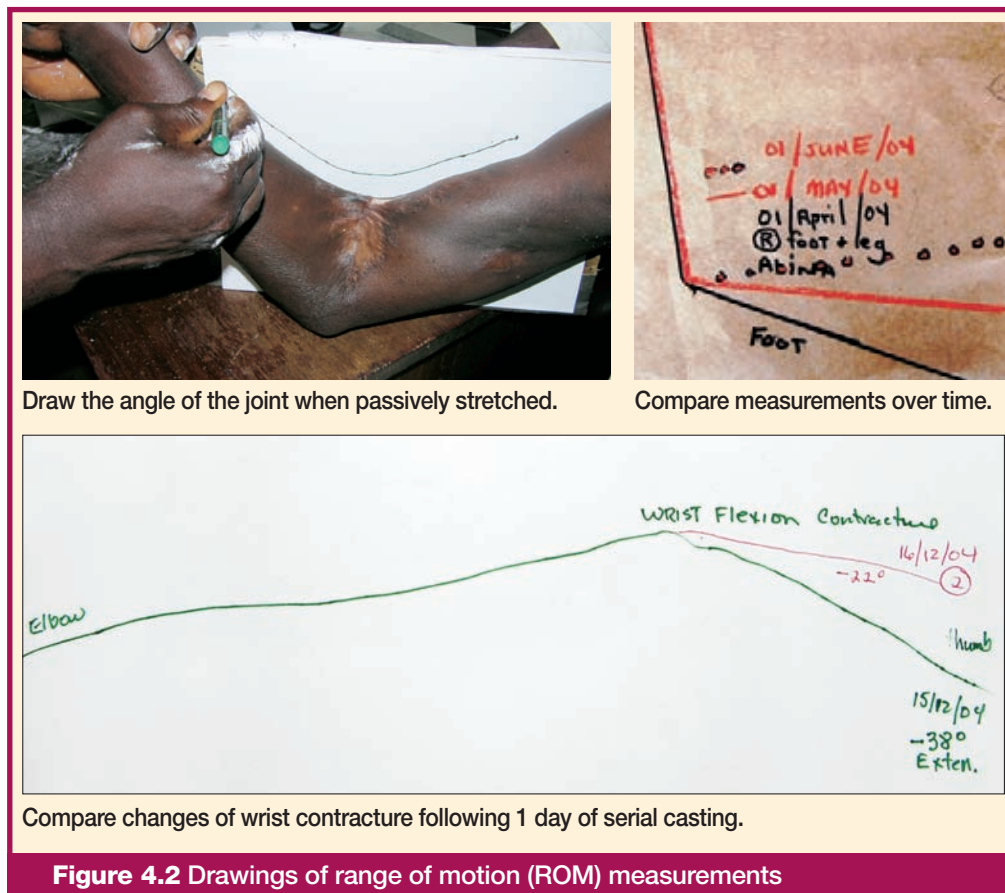 01/JUNE/04
01/MAY/04
01/April/04
R foot + leg
FOOT
Draw the angle of the joint when passively stretched.
Compare measurements over time.
WRIST Flexion Contracture
16/12/04
-22° 2
Elbow
thumb
15/12/04
-38°
Exten.
Compare changes of wrist contracture following 1 day of serial casting.
Figure 4.2 Drawings of range of motion (ROM) measurements